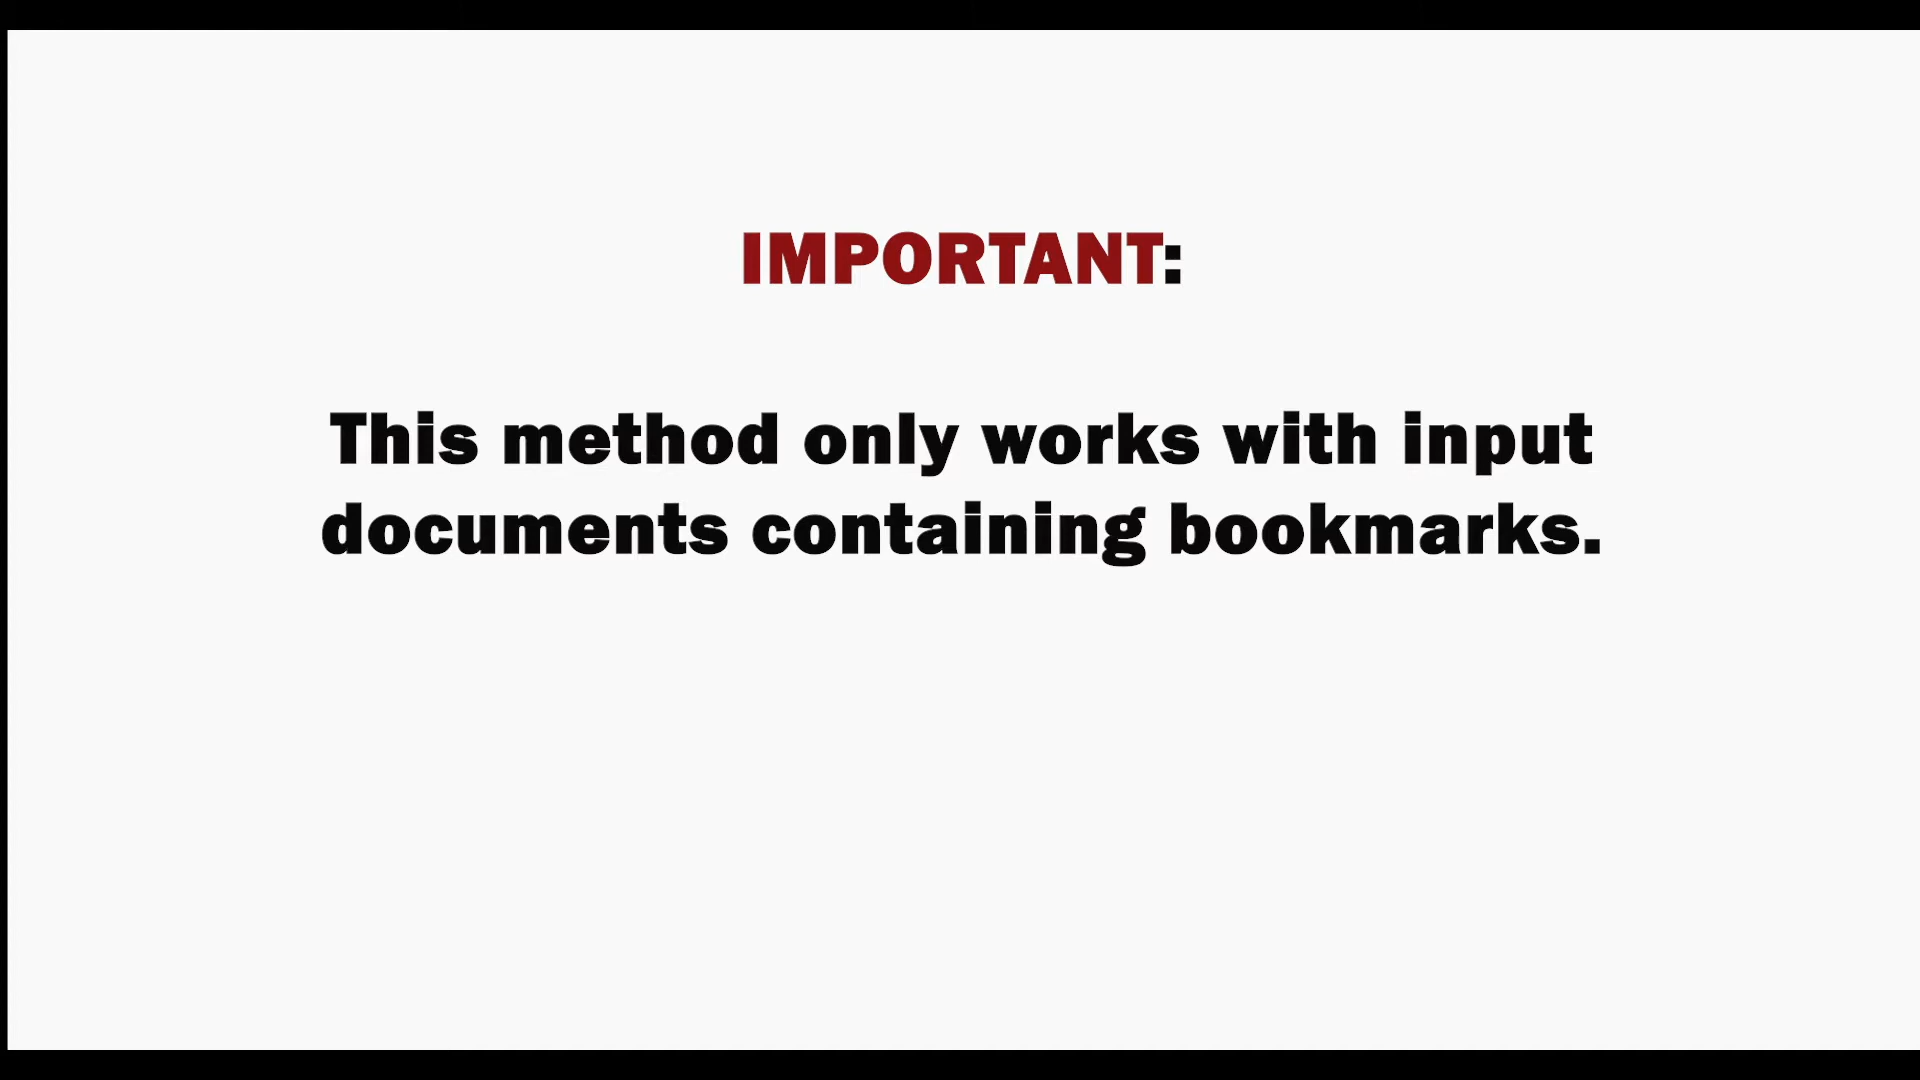 IMPORTANT:
This method only works with input
documents containing bookmarks.